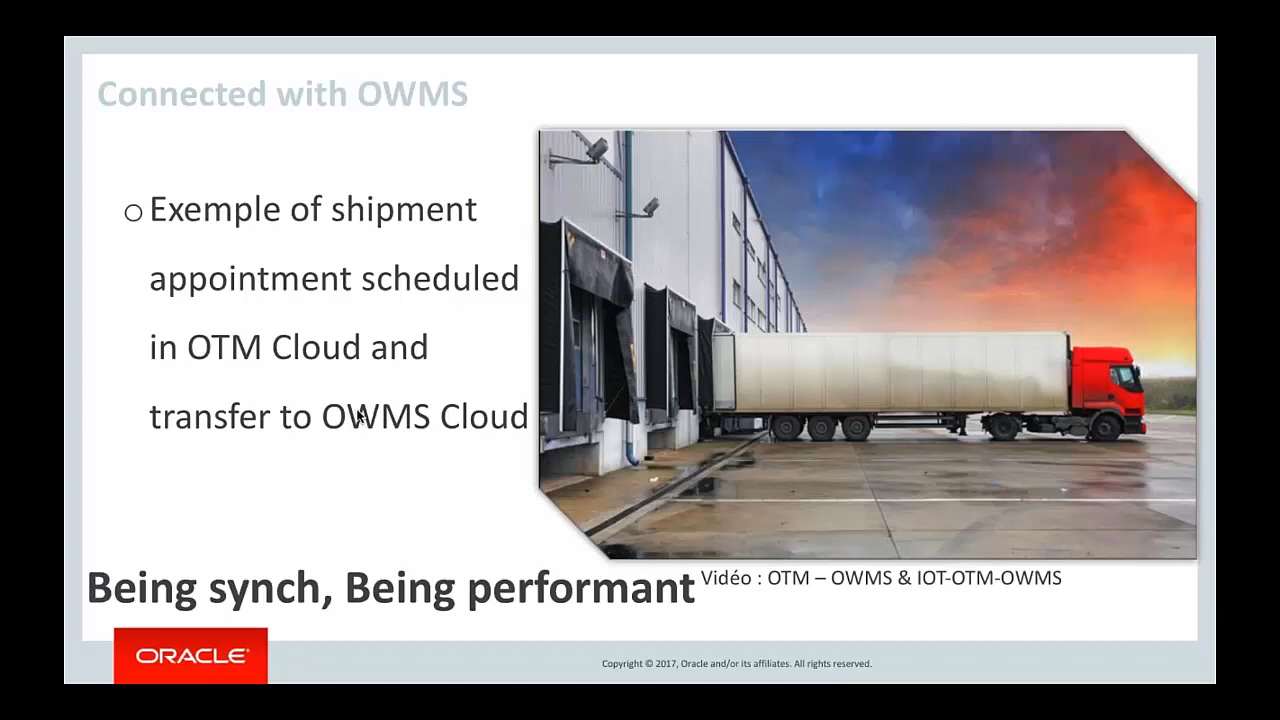 Connected with OWMS
o Exemple of shipment
appointment scheduled
in OTM Cloud and
transfer to OWMS Cloud
Being synch, Being performant
Vidéo : OTM – OWMS & IOT-OTM-OWMS
ORACLE®
Copyright © 2017, Oracle and/or its affiliates. All rights reserved.